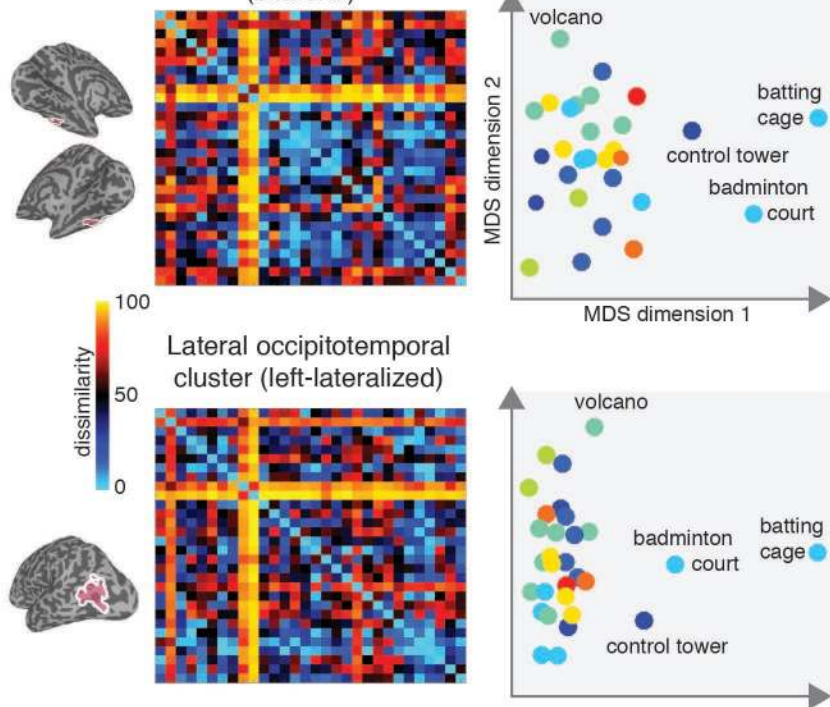 volcano
batting
cage
control tower
badminton
court
MDS dimension 2
MDS dimension 1
100
50
0
dissimilarity
Lateral occipitotemporal
cluster (left-lateralized)
volcano
badminton
court
batting
cage
control tower